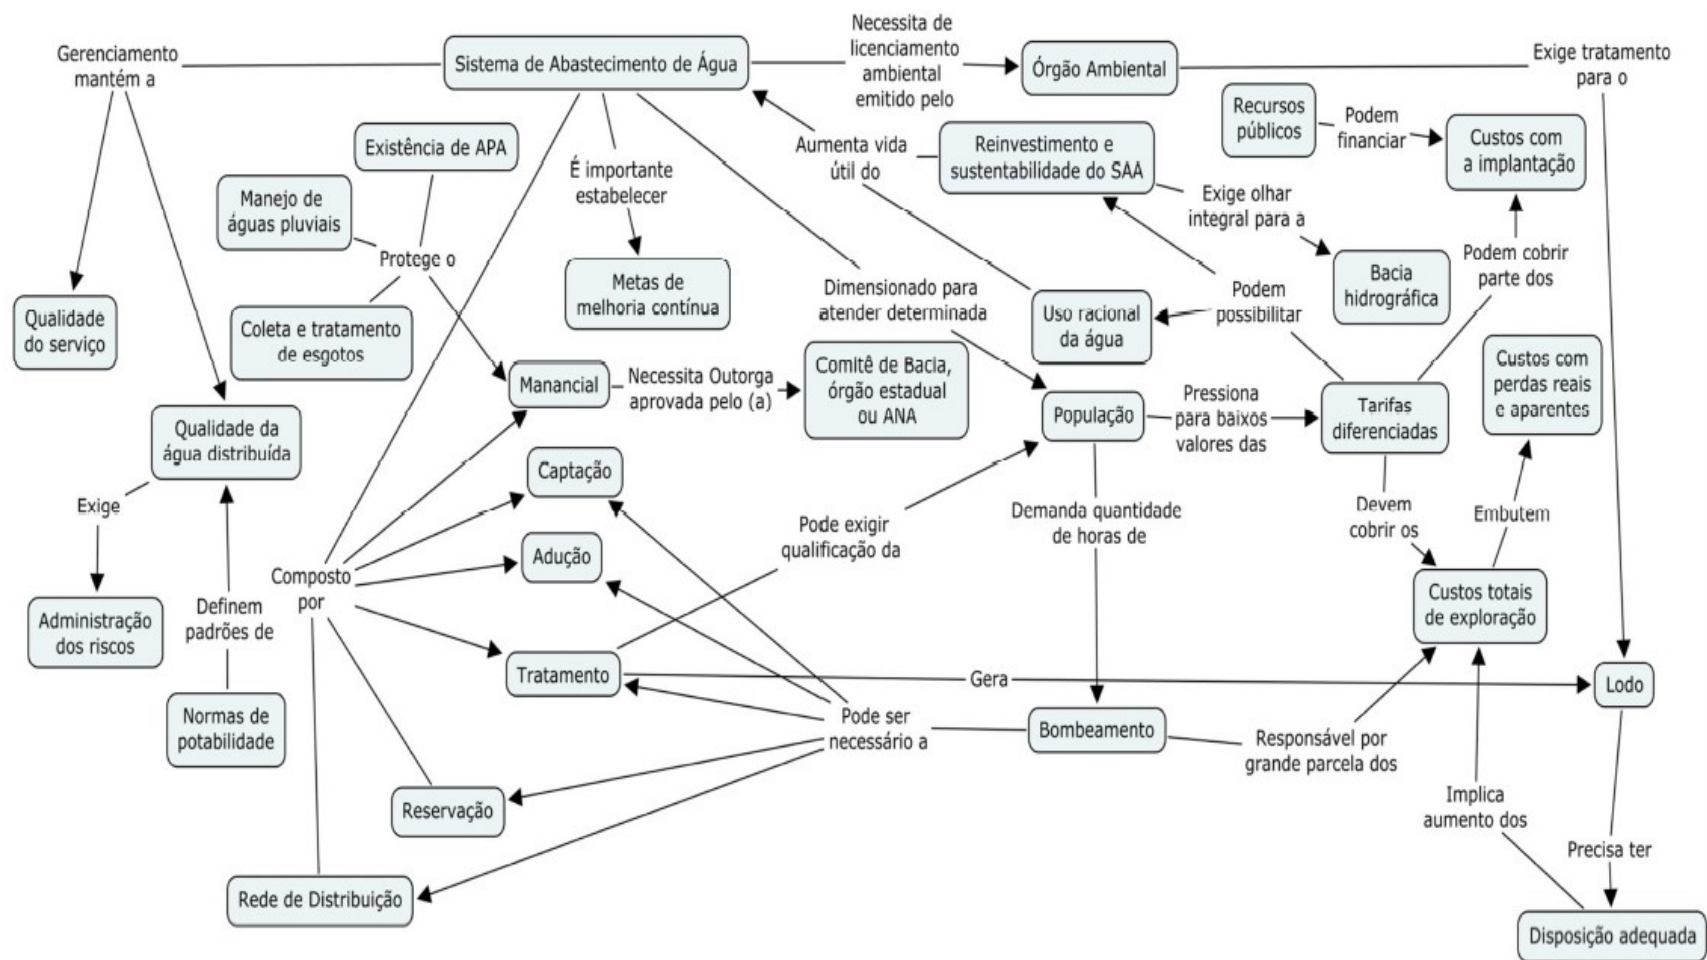 Gerenciamento
mantém a
Sistema de Abastecimento de Água
Necessita de
licenciamento
ambiental
emitido pelo
Órgão Ambiental
Exige tratamento
para o
Recursos
públicos
Podem
financiar
Custos com
a implantação
Existência de APA
Aumenta vida
útil do
Reinvestimento e
sustentabilidade do SAA
É importante
estabelecer
Manejo de
águas pluviais
Exige olhar
integral para a
Protege o
Metas de
melhoria contínua
Dimensionado para
atender determinada
Uso racional
da água
Podem
possibilitar
Bacia
hidrográfica
Podem cobrir
parte dos
Qualidade
do serviço
Coleta e tratamento
de esgotos
Manancial
Necessita Outorga
aprovada pelo (a)
Comitê de Bacia,
órgão estadual
ou ANA
População
Pressiona
para baixos
valores das
Tarifas
diferenciadas
Custos com
perdas reais
e aparentes
Qualidade da
água distribuída
Captação
Exige
Pode exigir
qualificação da
Demanda quantidade
de horas de
Devem
cobrir os
Embutem
Adução
Composto
por
Administração
dos riscos
Definem
padrões de
Custos totais
de exploração
Tratamento
Gera
Lodo
Normas de
potabilidade
Pode ser
necessário a
Bombeamento
Responsável por
grande parcela dos
Reservação
Implica
aumento dos
Precisa ter
Rede de Distribuição
Disposição adequada